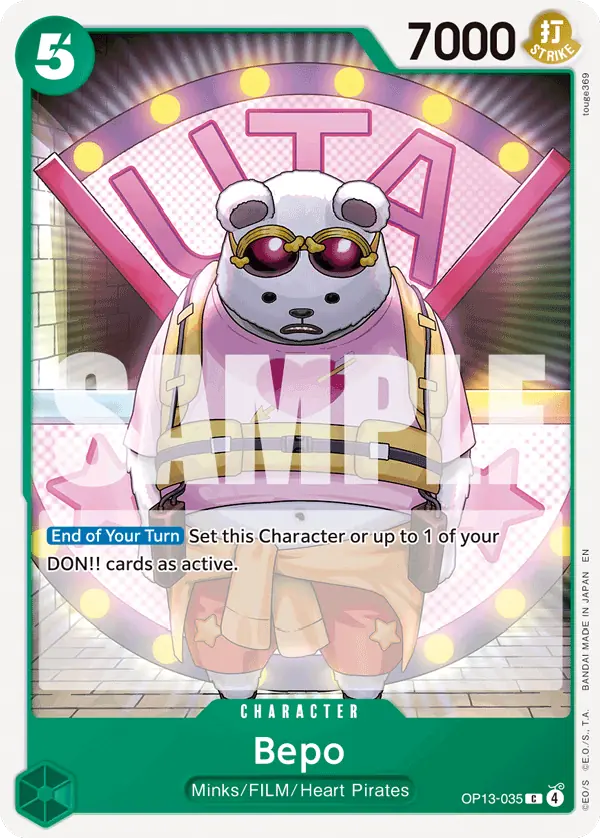 5
7000
打
STRIKE
touge369
UTA
SAMPLE
End of Your Turn Set this Character or up to 1 of your
DON!! cards as active.
CHARACTER
Bepo
Minks/FILM/Heart Pirates
OP13-035 C 4
©EO/S ©E.O./S., T.A. BANDAI MADE IN JAPAN EN